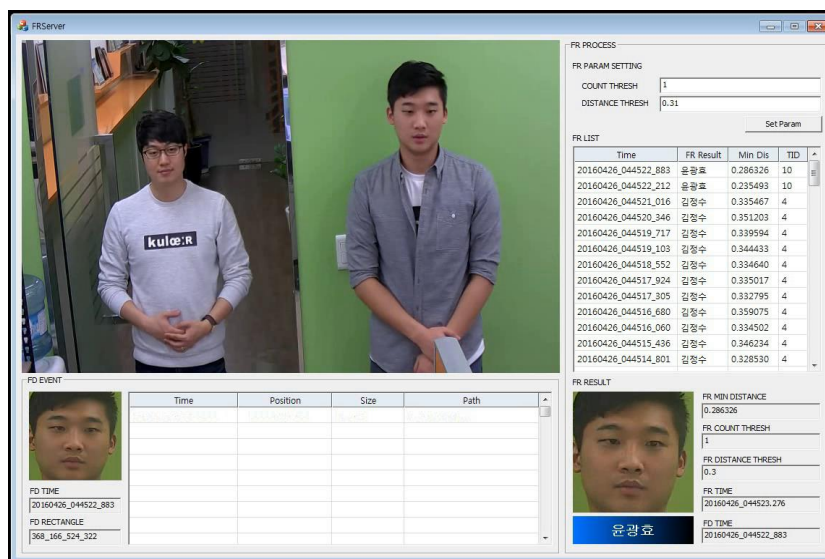 FRServer
FR PROCESS
FR PARAM SETTING
COUNT THRESH 1
DISTANCE THRESH 0.31
Set Param
FR LIST
Time FR Result Min Dis TID
20160426_044522_883 윤광효 0.286326 10
20160426_044522_212 윤광효 0.235493 10
20160426_044521_016 김정수 0.335467 4
20160426_044520_346 김정수 0.351203 4
20160426_044519_717 김정수 0.339594 4
20160426_044519_103 김정수 0.344433 4
20160426_044518_552 김정수 0.334640 4
20160426_044517_924 김정수 0.335017 4
20160426_044517_305 김정수 0.332795 4
20160426_044516_680 김정수 0.359075 4
20160426_044516_060 김정수 0.334502 4
20160426_044515_436 김정수 0.346234 4
20160426_044514_801 김정수 0.328530 4
kulœ:R
FD EVENT
Time Position Size Path
FD TIME
20160426_044522_883
FD RECTANGLE
368_166_524_322
FR RESULT
FR MIN DISTANCE
0.286326
FR COUNT THRESH
1
FR DISTANCE THRESH
0.3
FR TIME
20160426_044523.276
FD TIME
20160426_044522_883
윤광효